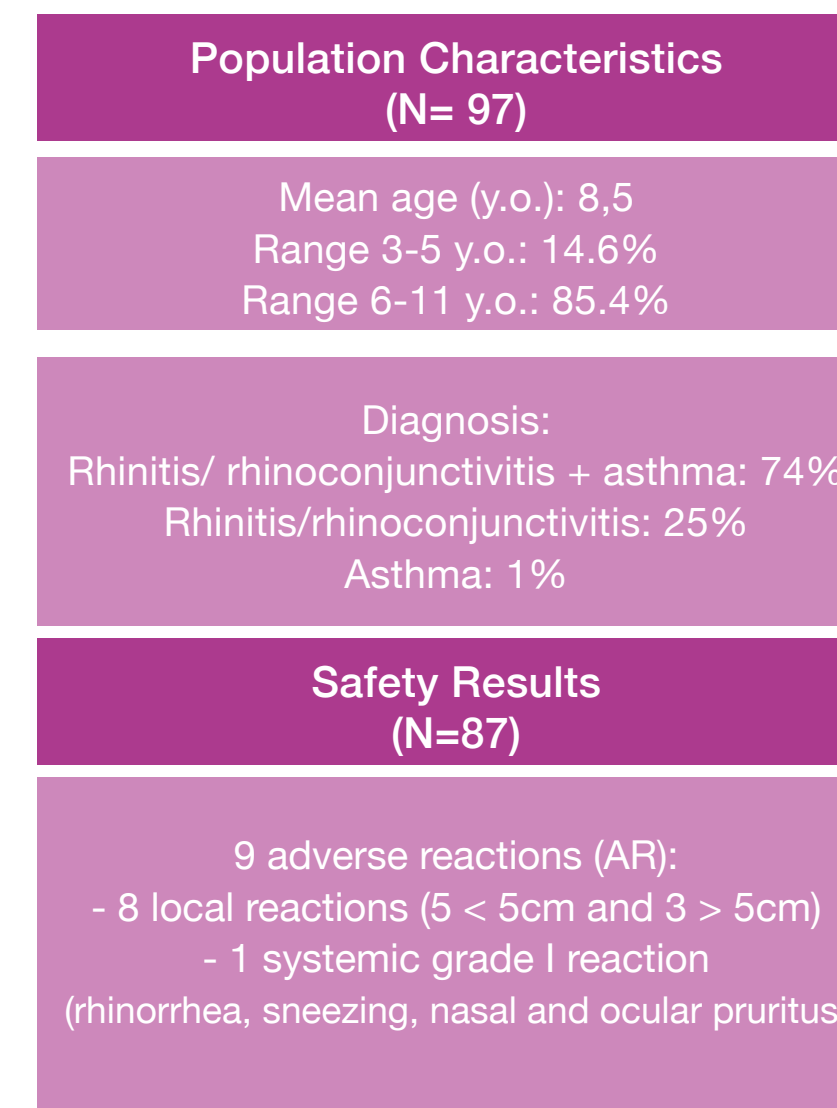 Population Characteristics
(N= 97)
Mean age (y.o.): 8,5
Range 3-5 y.o.: 14.6%
Range 6-11 y.o.: 85.4%
Diagnosis:
Rhinitis/ rhinoconjunctivitis + asthma: 74%
Rhinitis/rhinoconjunctivitis: 25%
Asthma: 1%
Safety Results
(N=87)
9 adverse reactions (AR):
- 8 local reactions (5 < 5cm and 3 > 5cm)
- 1 systemic grade I reaction
(rhinorrhea, sneezing, nasal and ocular pruritus